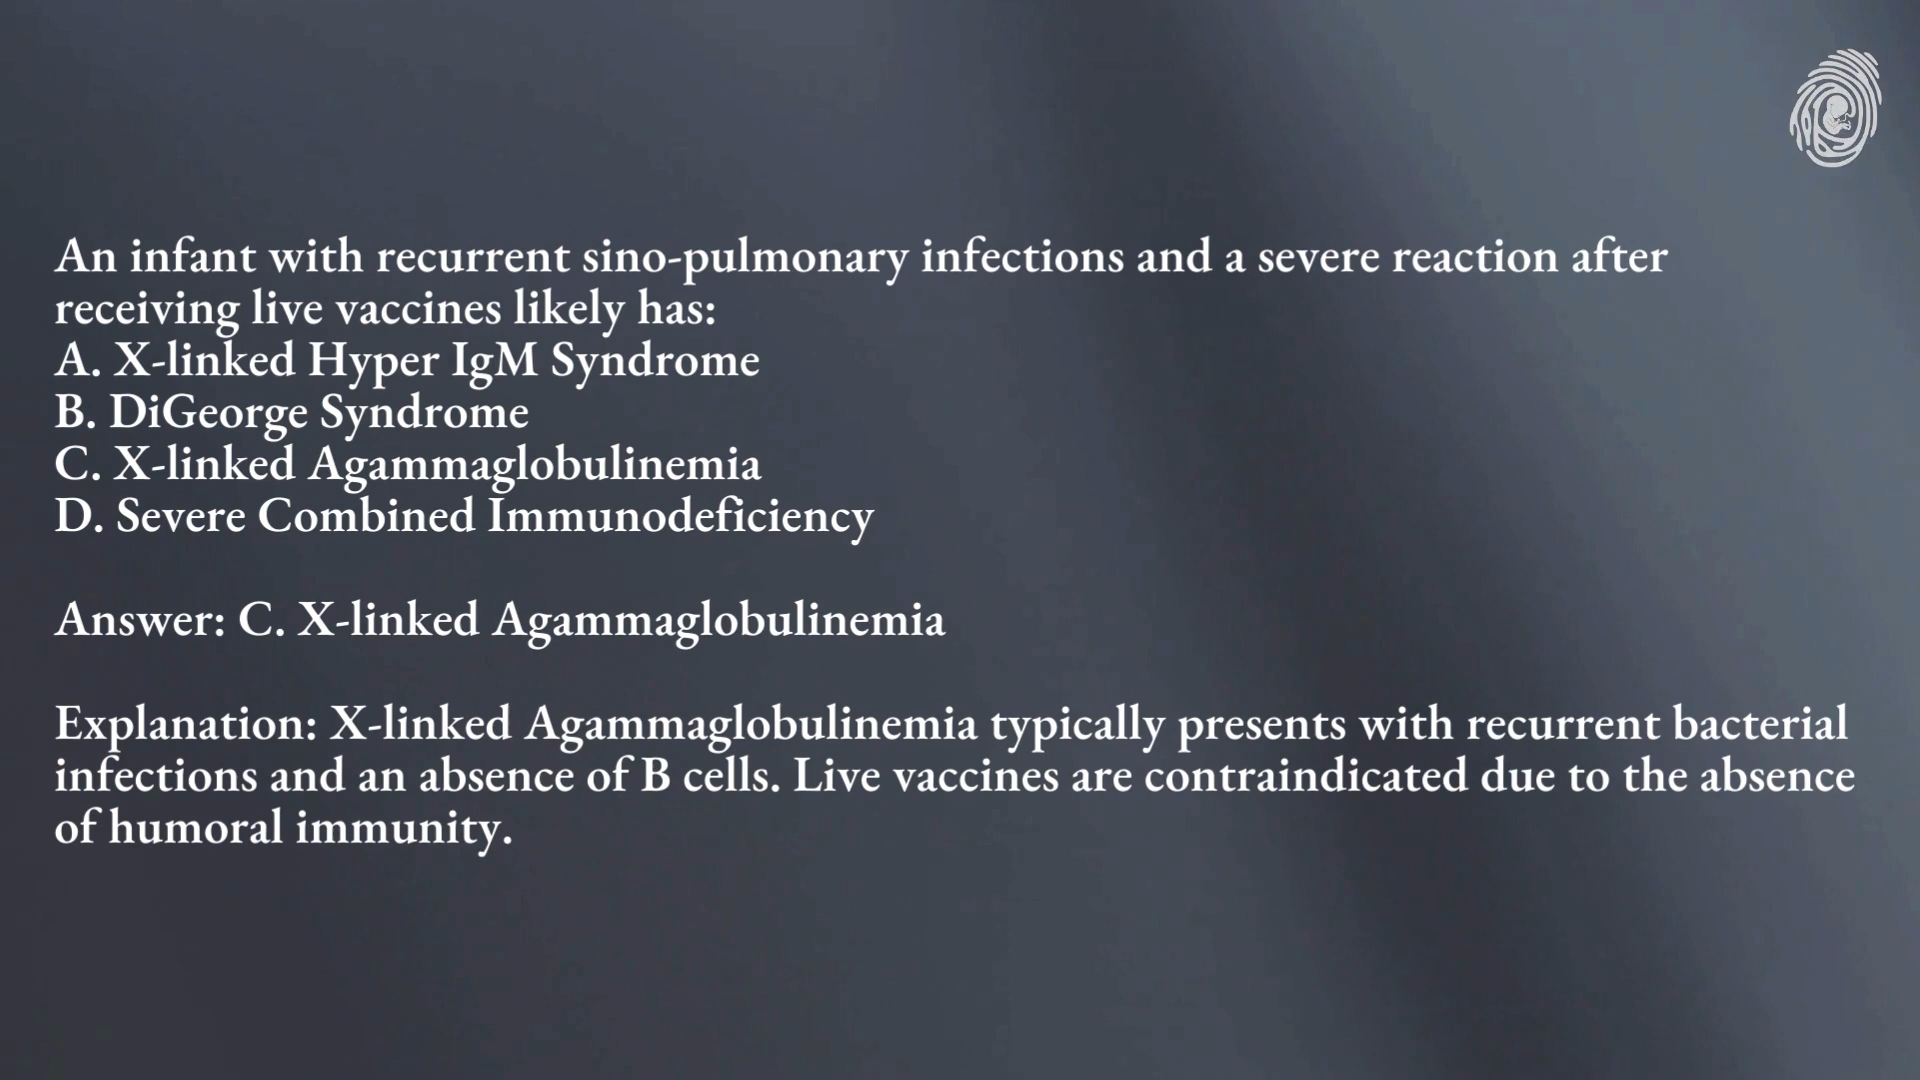 An infant with recurrent sino-pulmonary infections and a severe reaction after
receiving live vaccines likely has:
A. X-linked Hyper IgM Syndrome
B. DiGeorge Syndrome
C. X-linked Agammaglobulinemia
D. Severe Combined Immunodeficiency
Answer: C. X-linked Agammaglobulinemia
Explanation: X-linked Agammaglobulinemia typically presents with recurrent bacterial
infections and an absence of B cells. Live vaccines are contraindicated due to the absence
of humoral immunity.